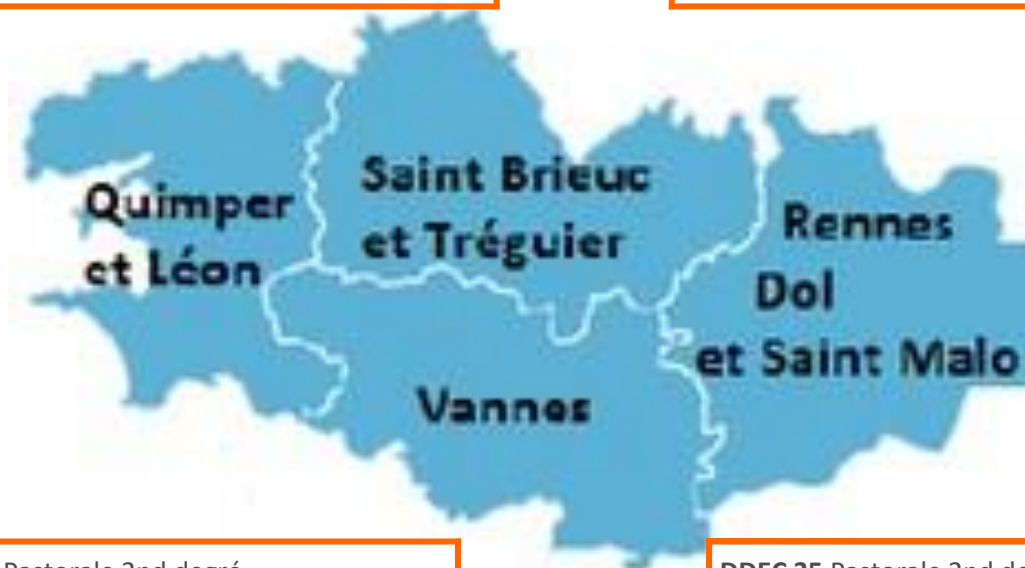 Quimper
et Léon
Saint Brieuc
et Tréguier
Rennes
Dol
et Saint Malo
Vannes
Pastorale 2nd degré
DDEC 35 Pastorale 2nd